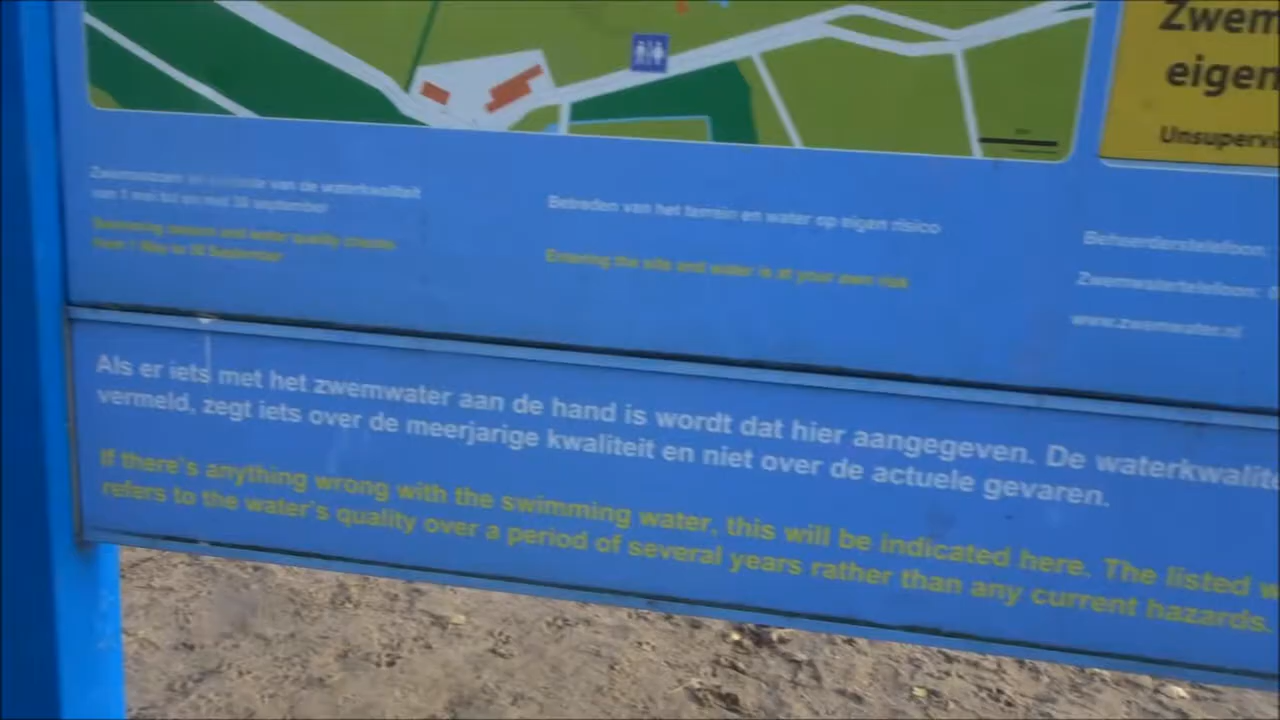 Zwem
eigen
Unsupervi
Zwemseizoen en controle van de waterkwaliteit
van 1 mei tot en met 30 september
Swimming season and water quality checks
from 1 May to 30 September
Betreden van het terrein en water op eigen risico
Entering the site and water is at your own risk
Beheerderstelefoon:
Zwemwatertelefoon:
www.zwemwater.nl
Als er iets met het zwemwater aan de hand is wordt dat hier aangegeven. De waterkwalite
vermeld, zegt iets over de meerjarige kwaliteit en niet over de actuele gevaren.
If there's anything wrong with the swimming water, this will be indicated here. The listed w
refers to the water's quality over a period of several years rather than any current hazards.